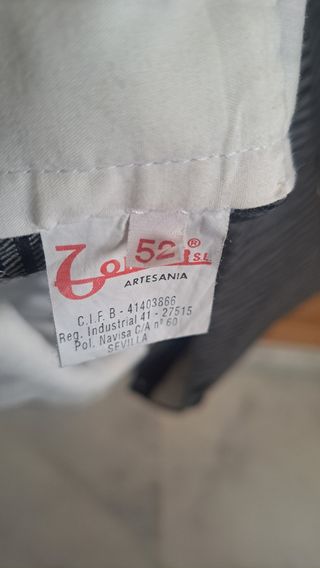 52
® S.L.
ARTESANIA
C.I.F. B - 41403866
Reg. Industrial 41 - 27515
Pol. Navisa C/A nº 60
SEVILLA